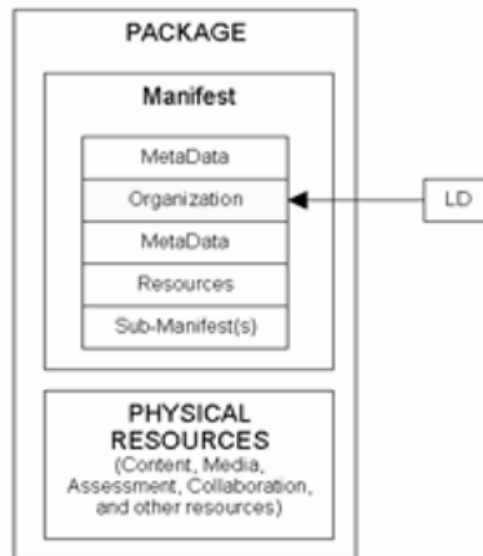 PACKAGE
Manifest
MetaData
Organization
LD
MetaData
Resources
Sub-Manifest(s)
PHYSICAL
RESOURCES
(Content, Media,
Assessment, Collaboration,
and other resources)